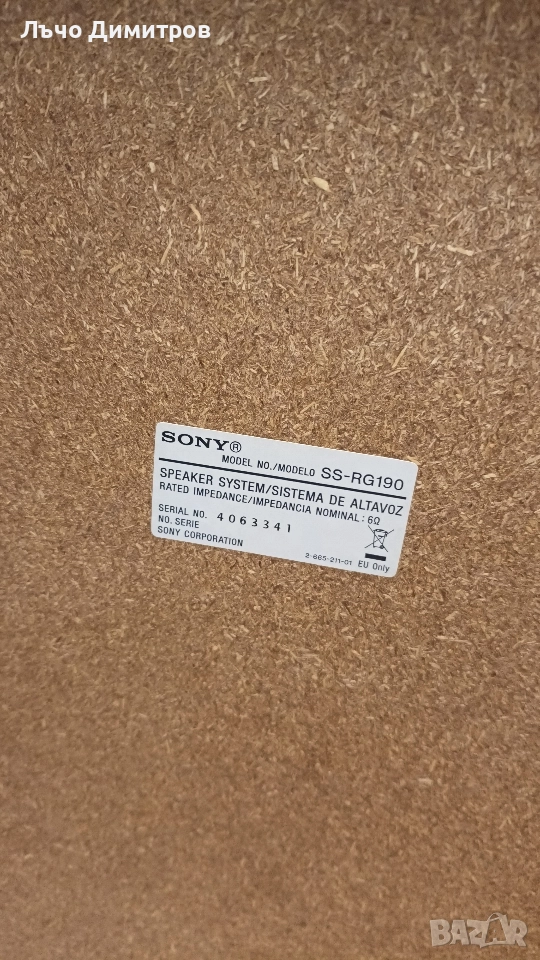 Лъчо Димитров
SONY®
MODEL NO./MODELO SS-RG190
SPEAKER SYSTEM/SISTEMA DE ALTAVOZ
RATED IMPEDANCE/IMPEDANCIA NOMINAL: 6Ω
SERIAL NO. 4063341
NO. SERIE
SONY CORPORATION
2-665-211-01 EU Only
BAZAR